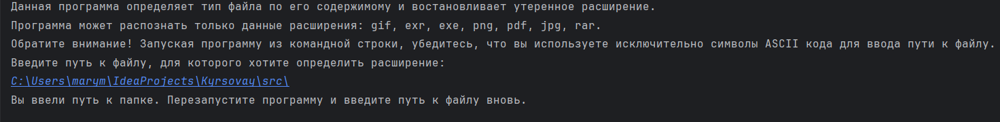 Данная программа определяет тип файла по его содержимому и востановливает утеренное расширение.
Программа может распознать только данные расширения: gif, exr, exe, png, pdf, jpg, rar.
Обратите внимание! Запуская программу из командной строки, убедитесь, что вы используете исключительно символы ASCII кода для ввода пути к файлу.
Введите путь к файлу, для которого хотите определить расширение:
C:\Users\marym\IdeaProjects\Kyrsovay\src\
Вы ввели путь к папке. Перезапустите программу и введите путь к файлу вновь.